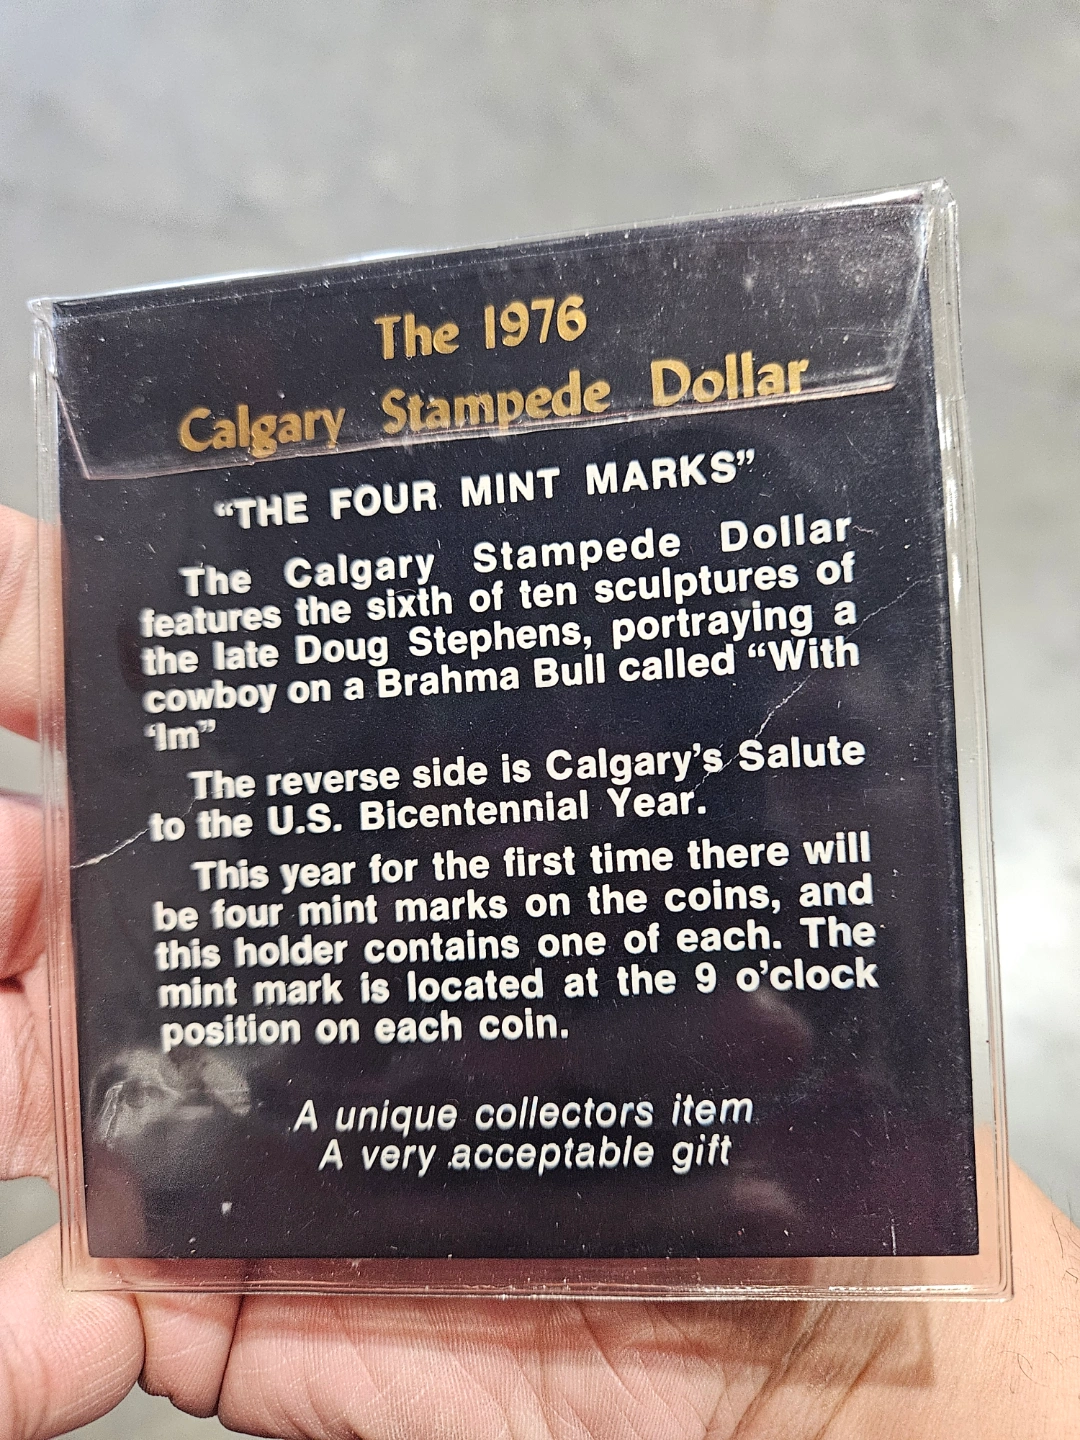 The 1976
Calgary Stampede Dollar
“THE FOUR MINT MARKS”
The Calgary Stampede Dollar
features the sixth of ten sculptures of
the late Doug Stephens, portraying a
cowboy on a Brahma Bull called “With
‘Im”
The reverse side is Calgary’s Salute
to the U.S. Bicentennial Year.
This year for the first time there will
be four mint marks on the coins, and
this holder contains one of each. The
mint mark is located at the 9 o’clock
position on each coin.
A unique collectors item
A very acceptable gift